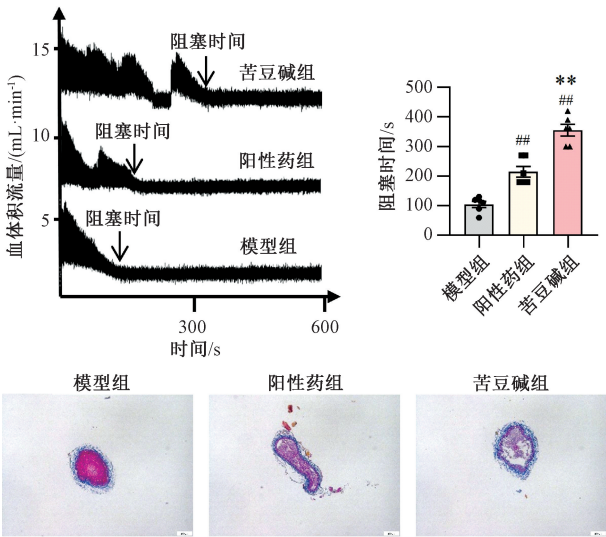 血体积流量/(mL·min⁻¹)
15
10
5
阻塞时间
苦豆碱组
阻塞时间
阳性药组
阻塞时间
模型组
300
600
时间/s
阻塞时间/s
500
400
300
200
100
0
##
**
##
模型组
阳性药组
苦豆碱组
模型组
阳性药组
苦豆碱组